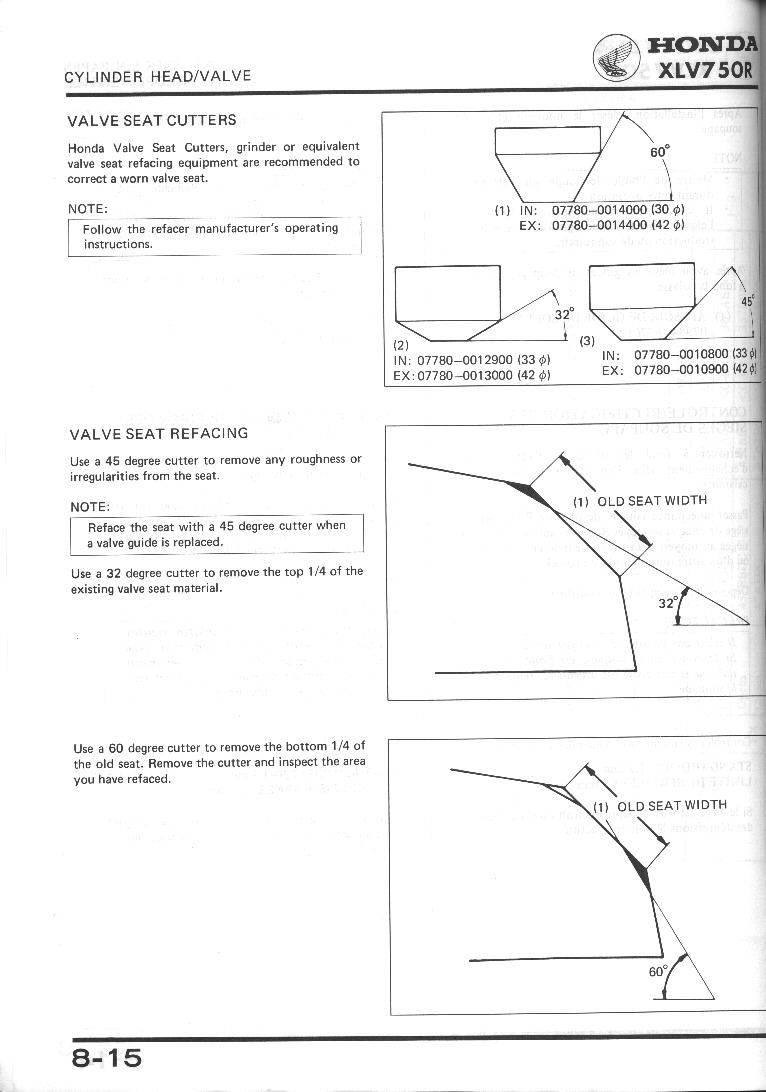 CYLINDER HEAD/VALVE
HONDA
XLV750R
VALVE SEAT CUTTERS
Honda Valve Seat Cutters, grinder or equivalent
valve seat refacing equipment are recommended to
correct a worn valve seat.
NOTE:
Follow the refacer manufacturer's operating
instructions.
60°
(1) IN: 07780-0014000 (30 ϕ)
EX: 07780-0014400 (42 ϕ)
32°
(2)
IN: 07780-0012900 (33 ϕ)
EX: 07780-0013000 (42 ϕ)
45°
(3)
IN: 07780-0010800 (33 ϕ)
EX: 07780-0010900 (42 ϕ)
VALVE SEAT REFACING
Use a 45 degree cutter to remove any roughness or
irregularities from the seat.
NOTE:
Reface the seat with a 45 degree cutter when
a valve guide is replaced.
Use a 32 degree cutter to remove the top 1/4 of the
existing valve seat material.
(1) OLD SEAT WIDTH
32°
Use a 60 degree cutter to remove the bottom 1/4 of
the old seat. Remove the cutter and inspect the area
you have refaced.
(1) OLD SEAT WIDTH
60°
8-15